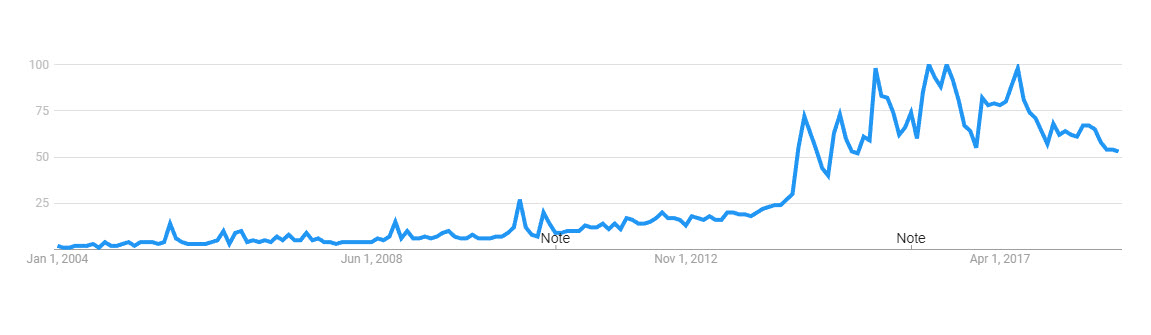 100
75
50
25
Note
Note
Jan 1, 2004
Jun 1, 2008
Nov 1, 2012
Apr 1, 2017